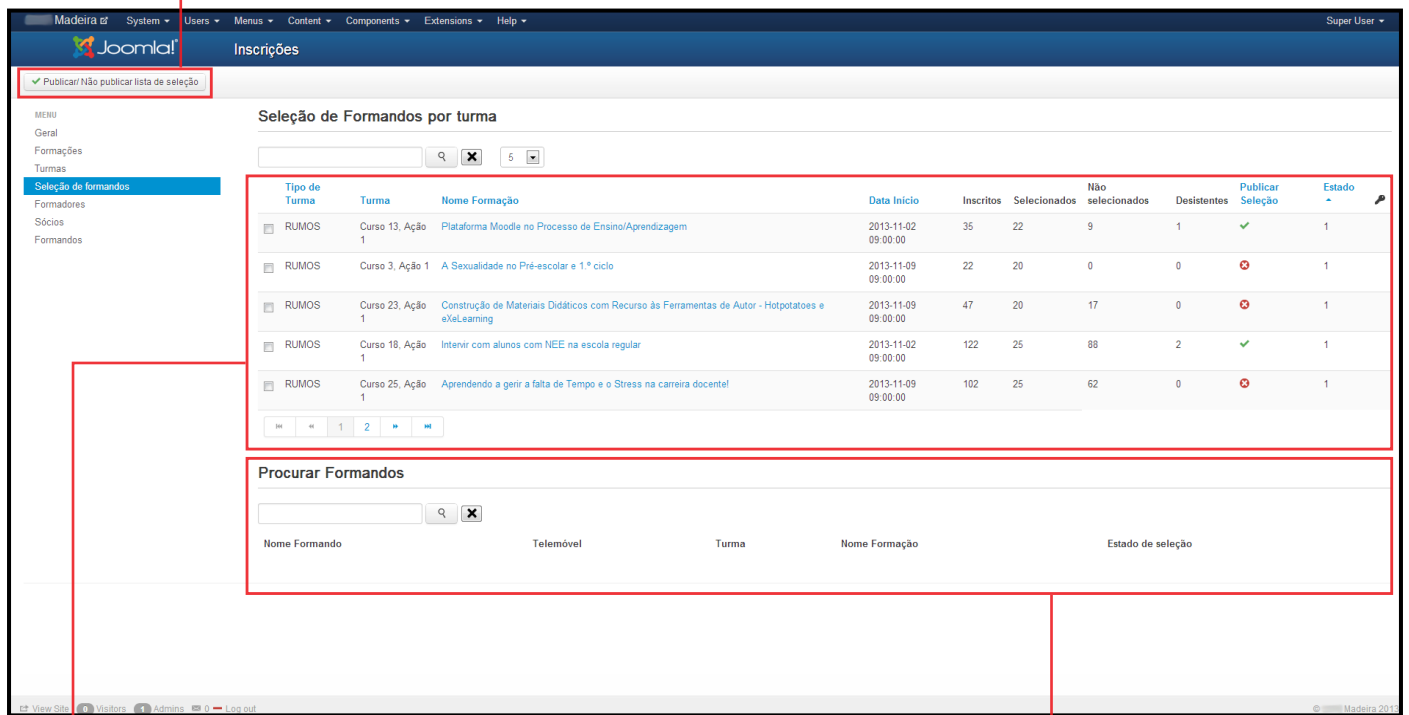 Madeira System Users Menus Content Components Extensions Help Super User
Joomla!® Inscrições
Publicar/ Não publicar lista de seleção
MENU
Geral
Formações
Turmas
Seleção de formandos
Formadores
Sócios
Formandos
Seleção de Formandos por turma
5
Tipo de Turma Turma Nome Formação Data Início Inscritos Selecionados Não selecionados Desistentes Publicar Seleção Estado
RUMOS Curso 13, Ação 1 Plataforma Moodle no Processo de Ensino/Aprendizagem 2013-11-02 09:00:00 35 22 9 1 1
RUMOS Curso 3, Ação 1 A Sexualidade no Pré-escolar e 1.º ciclo 2013-11-09 09:00:00 22 20 0 0 1
RUMOS Curso 23, Ação 1 Construção de Materiais Didáticos com Recurso às Ferramentas de Autor - Hotpotatoes e eXeLearning 2013-11-09 09:00:00 47 20 17 0 1
RUMOS Curso 18, Ação 1 Intervir com alunos com NEE na escola regular 2013-11-02 09:00:00 122 25 88 2 1
RUMOS Curso 25, Ação 1 Aprendendo a gerir a falta de Tempo e o Stress na carreira docente! 2013-11-09 09:00:00 102 25 62 0 1
1 2
Procurar Formandos
Nome Formando Telemóvel Turma Nome Formação Estado de seleção
View Site 0 Visitors 1 Admins 0 Log out © Madeira 2013